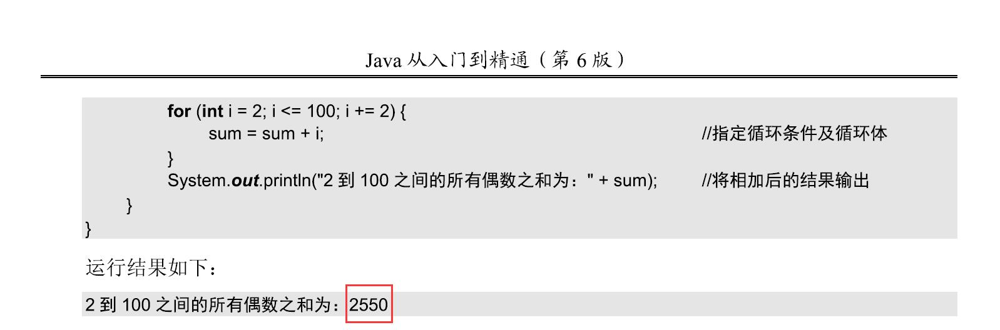 Java 从入门到精通（第 6 版）
for (int i = 2; i <= 100; i += 2) {
sum = sum + i; //指定循环条件及循环体
}
System.out.println("2 到 100 之间的所有偶数之和为：" + sum); //将相加后的结果输出
}
}
运行结果如下：
2 到 100 之间的所有偶数之和为：2550